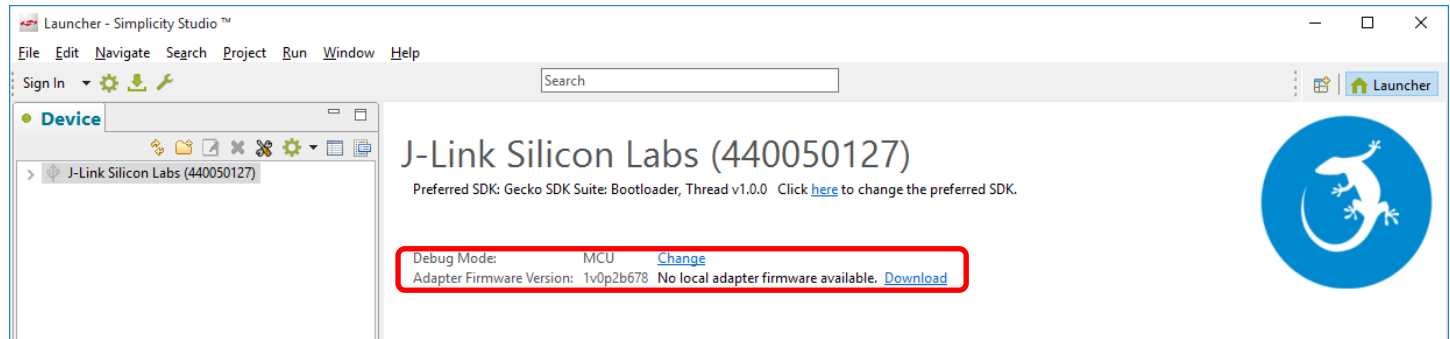 Launcher - Simplicity Studio ™
File Edit Navigate Search Project Run Window Help
Sign In
Search
Launcher
Device
J-Link Silicon Labs (440050127)
J-Link Silicon Labs (440050127)
Preferred SDK: Gecko SDK Suite: Bootloader, Thread v1.0.0 Click here to change the preferred SDK.
Debug Mode: MCU Change
Adapter Firmware Version: 1v0p2b678 No local adapter firmware available. Download